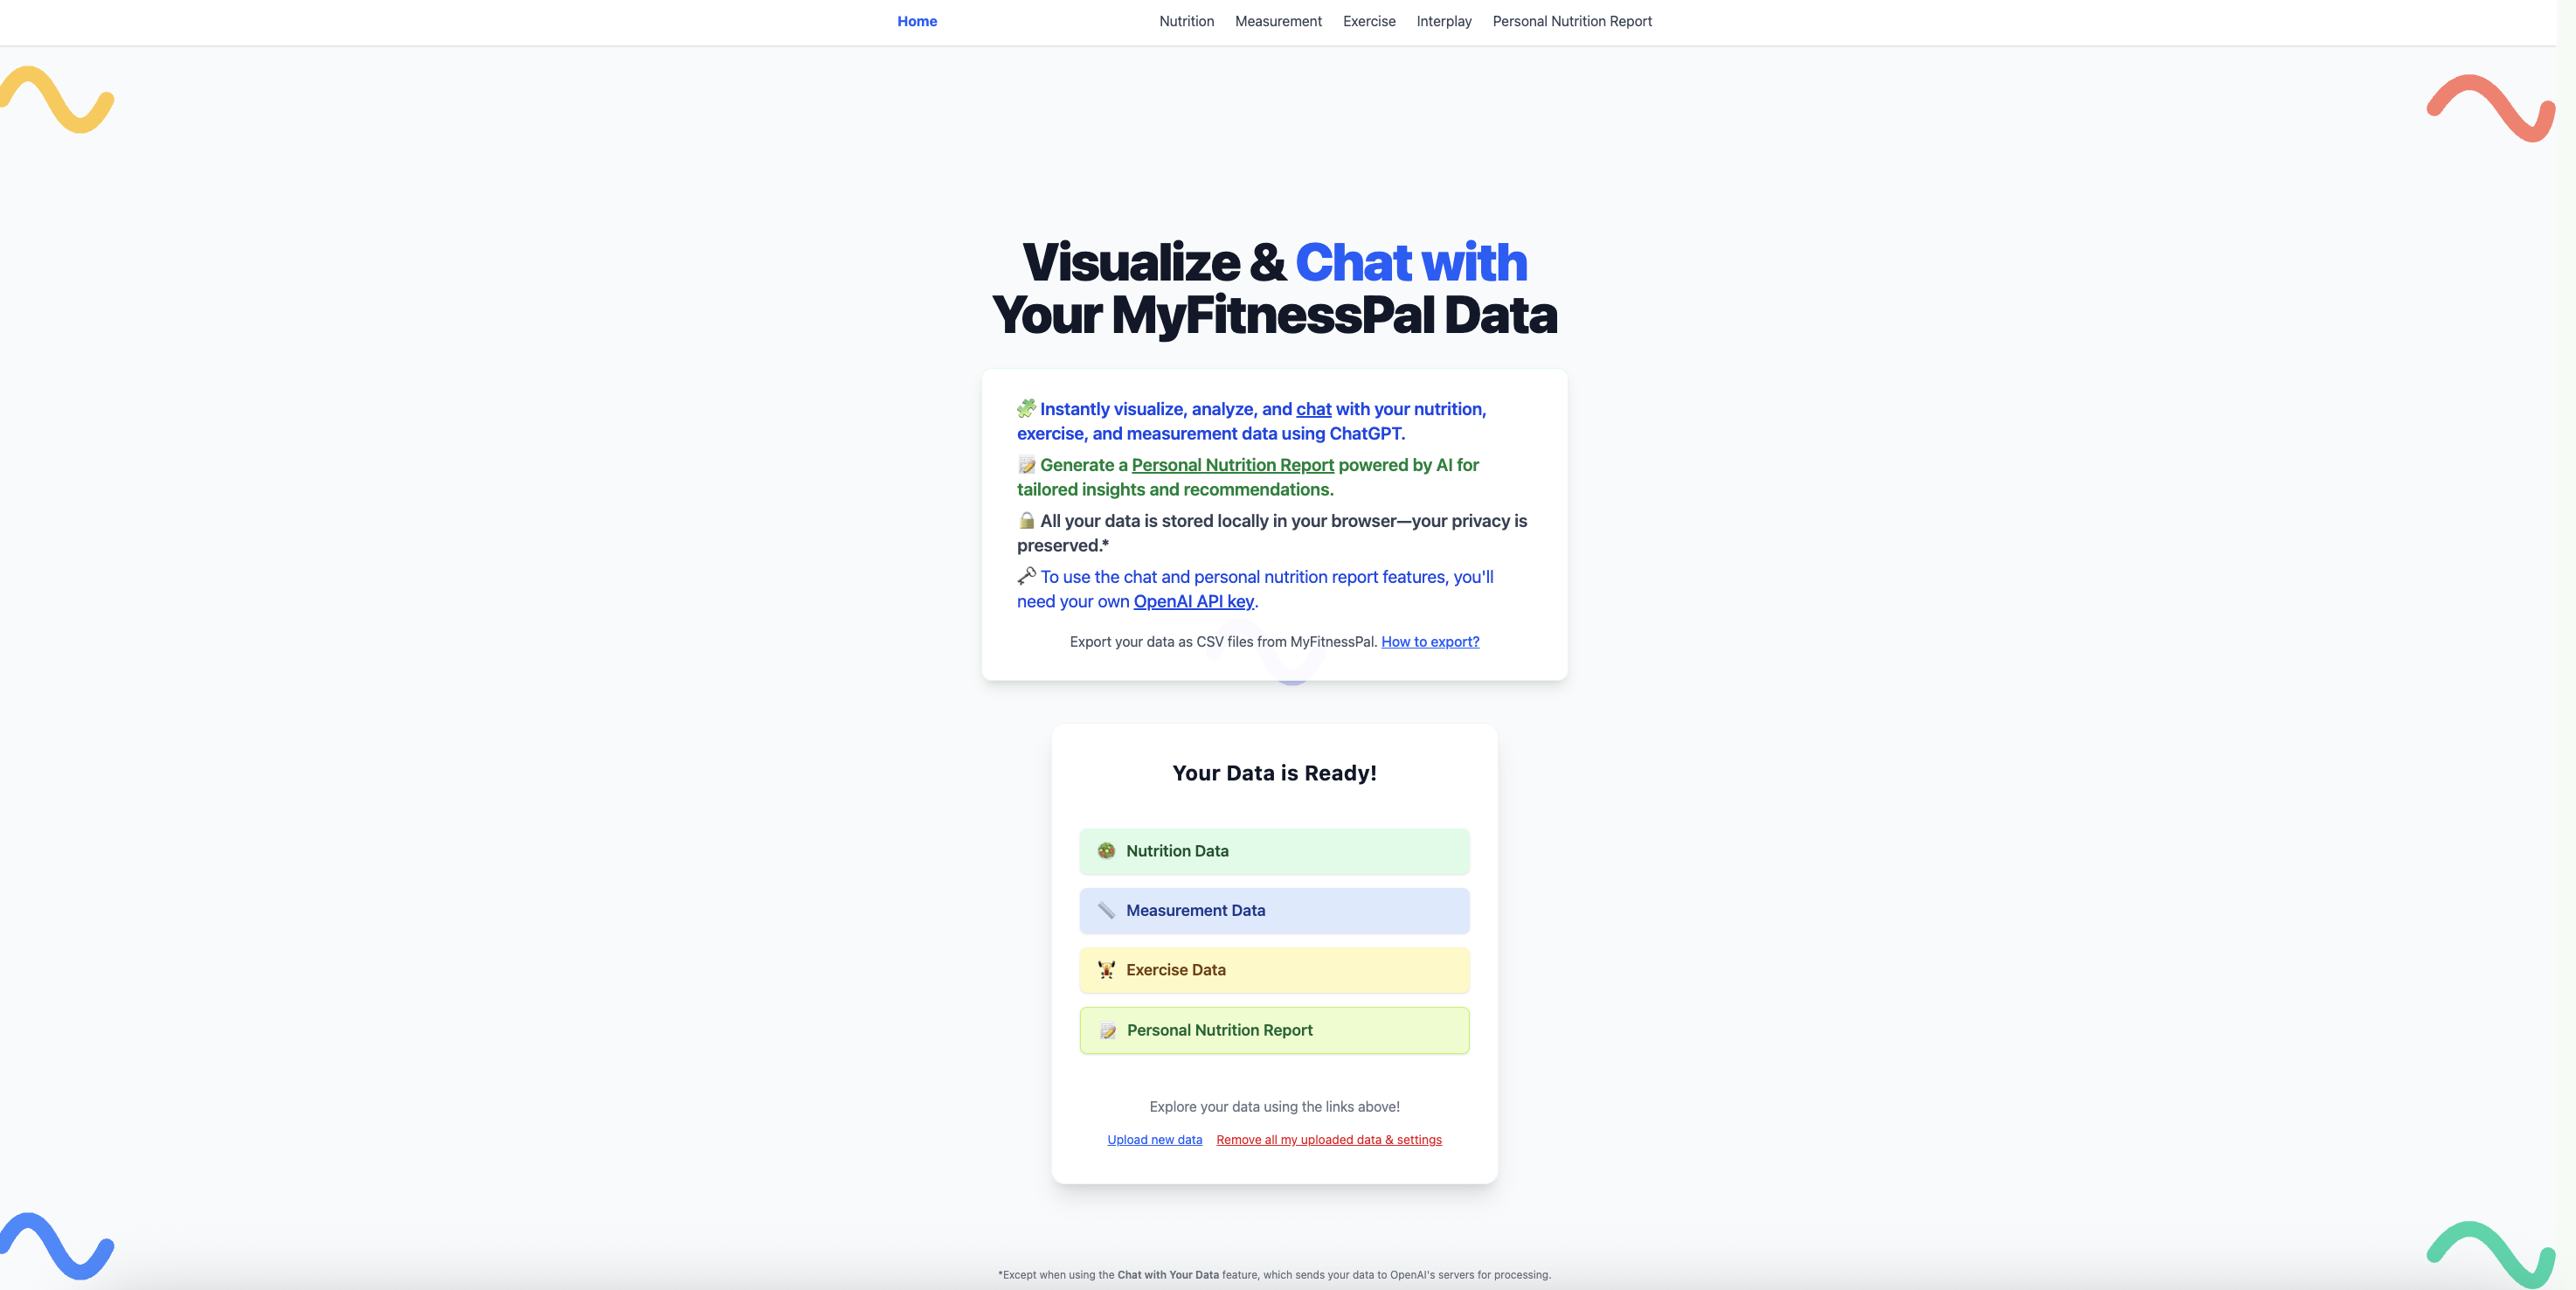 Home
Nutrition Measurement Exercise Interplay Personal Nutrition Report
Visualize & Chat with
Your MyFitnessPal Data
Instantly visualize, analyze, and chat with your nutrition,
exercise, and measurement data using ChatGPT.
Generate a Personal Nutrition Report powered by AI for
tailored insights and recommendations.
All your data is stored locally in your browser—your privacy is
preserved.*
To use the chat and personal nutrition report features, you'll
need your own OpenAI API key.
Export your data as CSV files from MyFitnessPal. How to export?
Your Data is Ready!
Nutrition Data
Measurement Data
Exercise Data
Personal Nutrition Report
Explore your data using the links above!
Upload new data Remove all my uploaded data & settings
*Except when using the Chat with Your Data feature, which sends your data to OpenAI's servers for processing.